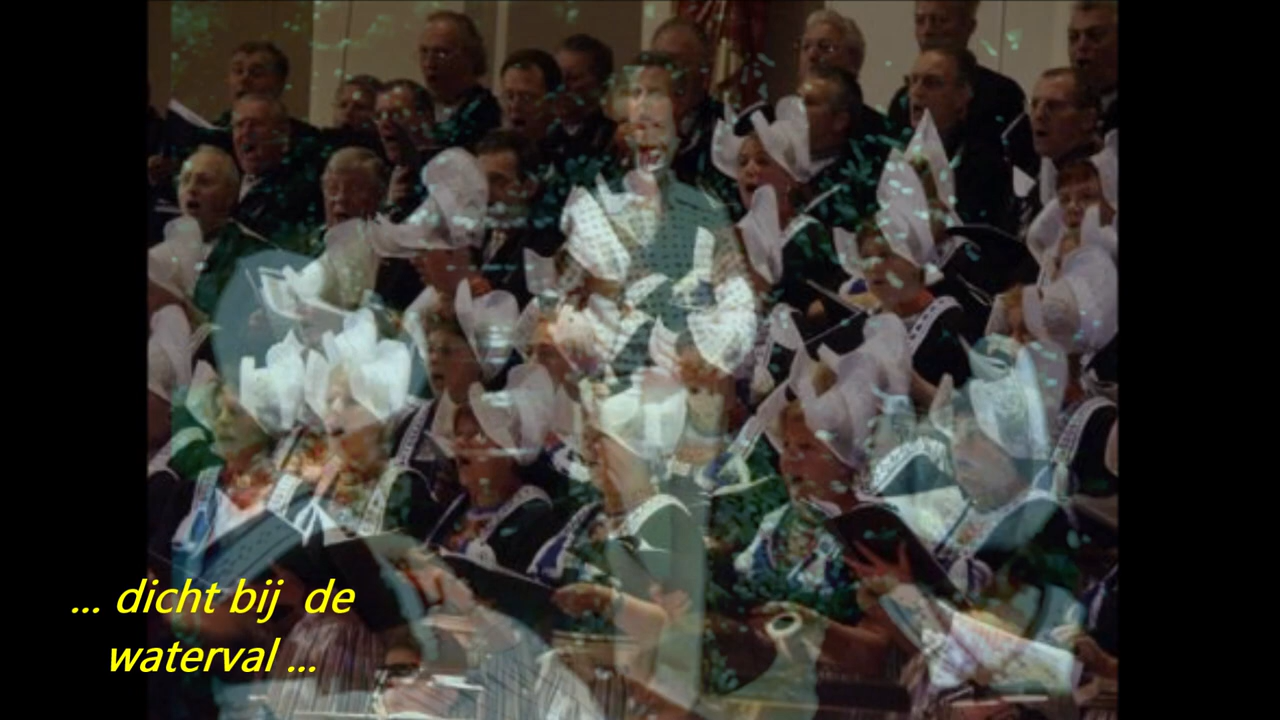 ... dicht bij  de
waterval ...